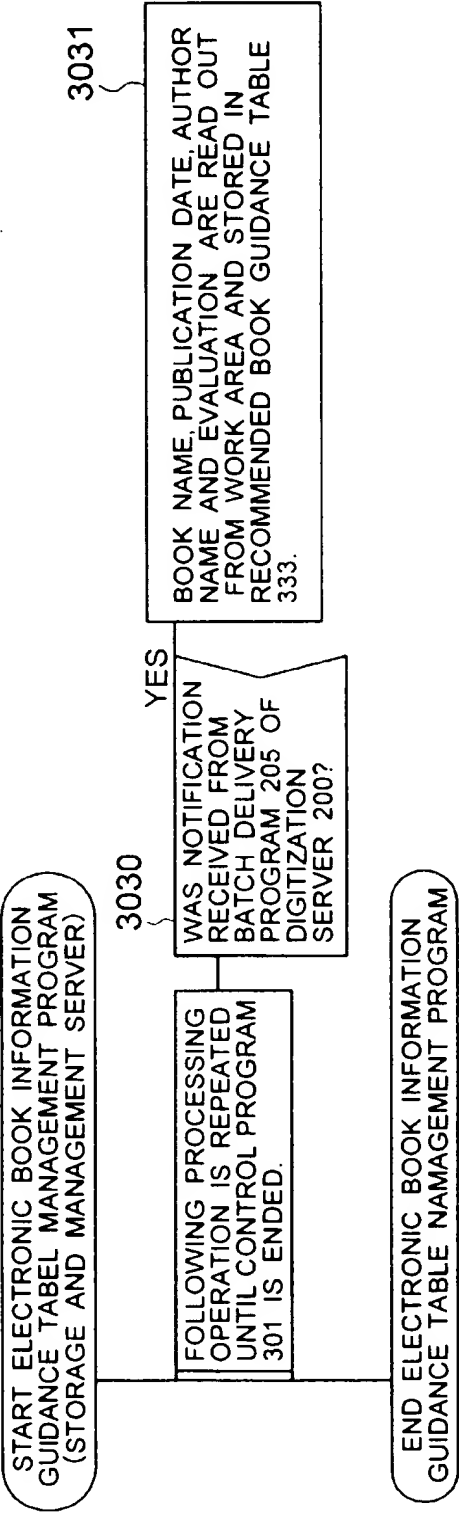 START ELECTRONIC BOOK INFORMATION
GUIDANCE TABEL MANAGEMENT PROGRAM
(STORAGE AND MANAGEMENT SERVER)
FOLLOWING PROCESSING
OPERATION IS REPEATED
UNTIL CONTROL PROGRAM
301 IS ENDED.
3030
WAS NOTIFICATION
RECEIVED FROM
BATCH DELIVERY
PROGRAM 205 OF
DIGITIZATION
SERVER 200?
YES
3031
BOOK NAME, PUBLICATION DATE, AUTHOR
NAME AND EVALUATION ARE READ OUT
FROM WORK AREA AND STORED IN
RECOMMENDED BOOK GUIDANCE TABLE
333.
END ELECTRONIC BOOK INFORMATION
GUIDANCE TABLE NAMAGEMENT PROGRAM